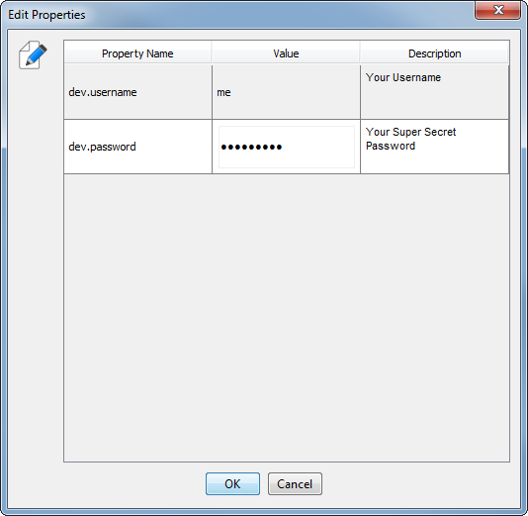 Edit Properties
Property Name Value Description
dev.username me Your Username
dev.password ••••••••• Your Super Secret
Password
OK Cancel